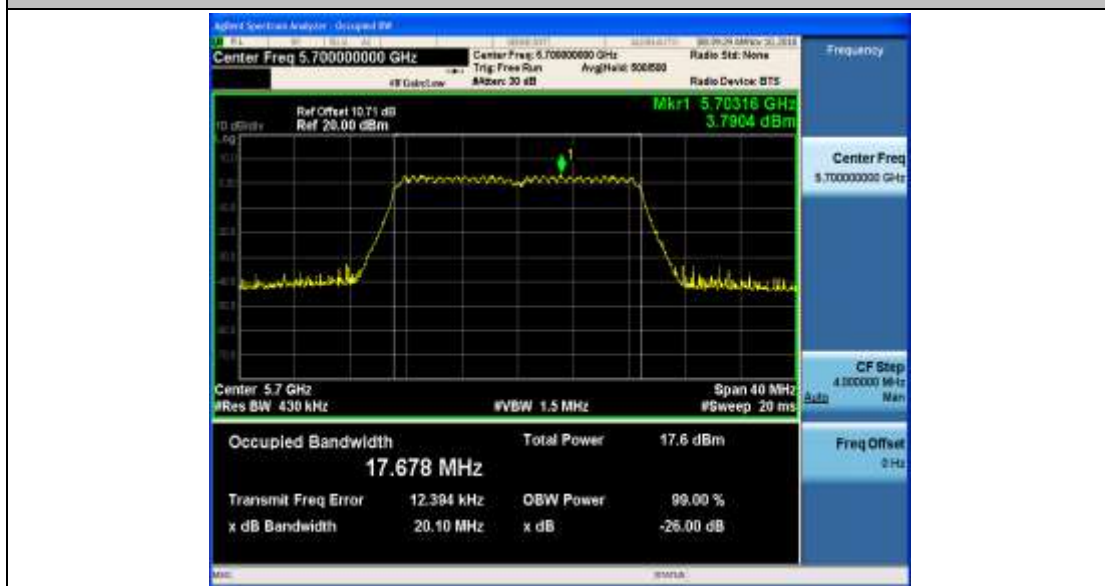 Agilent Spectrum Analyzer - Occupied BW
Center Freq 5.700000000 GHz
Center Freq: 5.700000000 GHz
Radio Std: None
Trig: Free Run
Avg|Hold: 500/500
#IFGain:Low
#Atten: 30 dB
Radio Device: BTS
Ref Offset 10.71 dB
Ref 20.00 dBm
10 dB/div
Log
Mkr1 5.70316 GHz
3.7904 dBm
1
Center 5.7 GHz
Span 40 MHz
#Res BW 430 kHz
#VBW 1.5 MHz
#Sweep 20 ms
Occupied Bandwidth
Total Power
17.6 dBm
17.678 MHz
Transmit Freq Error
12.394 kHz
OBW Power
99.00 %
x dB Bandwidth
20.10 MHz
x dB
-26.00 dB
MSG
STATUS
Frequency
Center Freq
5.700000000 GHz
CF Step
4.000000 MHz
Auto
Man
Freq Offset
0 Hz